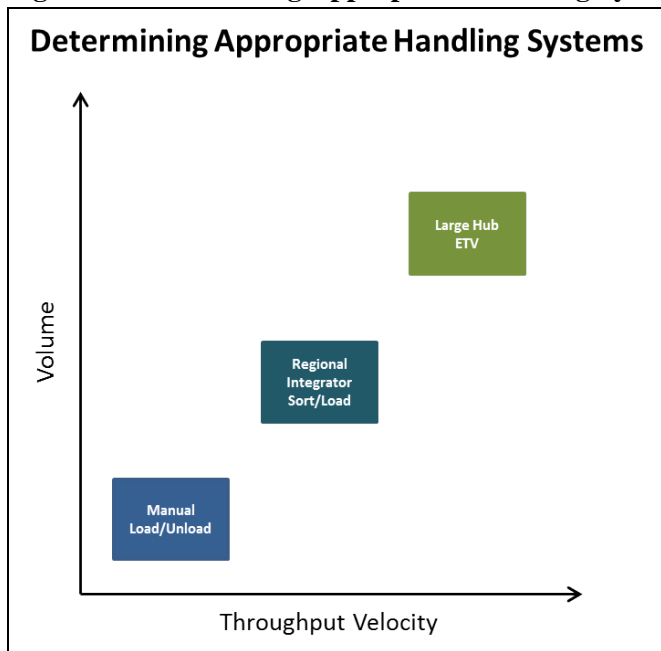 Determining Appropriate Handling Systems
Large Hub
ETV
Volume
Regional
Integrator
Sort/Load
Manual
Load/Unload
Throughput Velocity